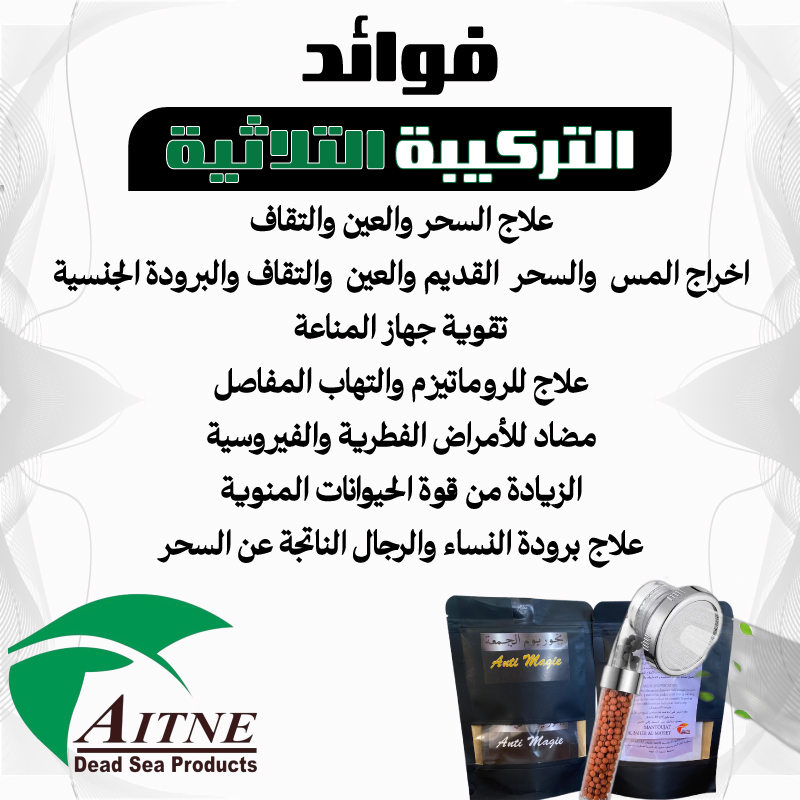 فوائد
التركيبة الثلاثية
علاج السحر والعين والتقاف
اخراج المس والسحر القديم والعين والتقاف والبرودة الجنسية
تقوية جهاز المناعة
علاج للروماتيزم والتهاب المفاصل
مضاد للأمراض الفطرية والفيروسية
الزيادة من قوة الحيوانات المنوية
علاج برودة النساء والرجال الناتجة عن السحر
AITNE
Dead Sea Products
بخور يوم الجمعة
Anti Magie
Anti Magie